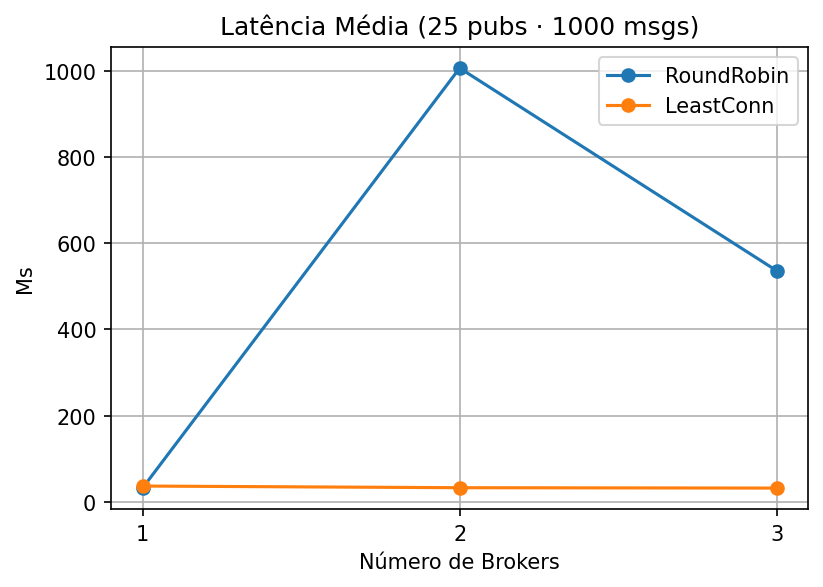 Latência Média (25 pubs · 1000 msgs)
RoundRobin
LeastConn
Ms
1000
800
600
400
200
0
1
2
3
Número de Brokers